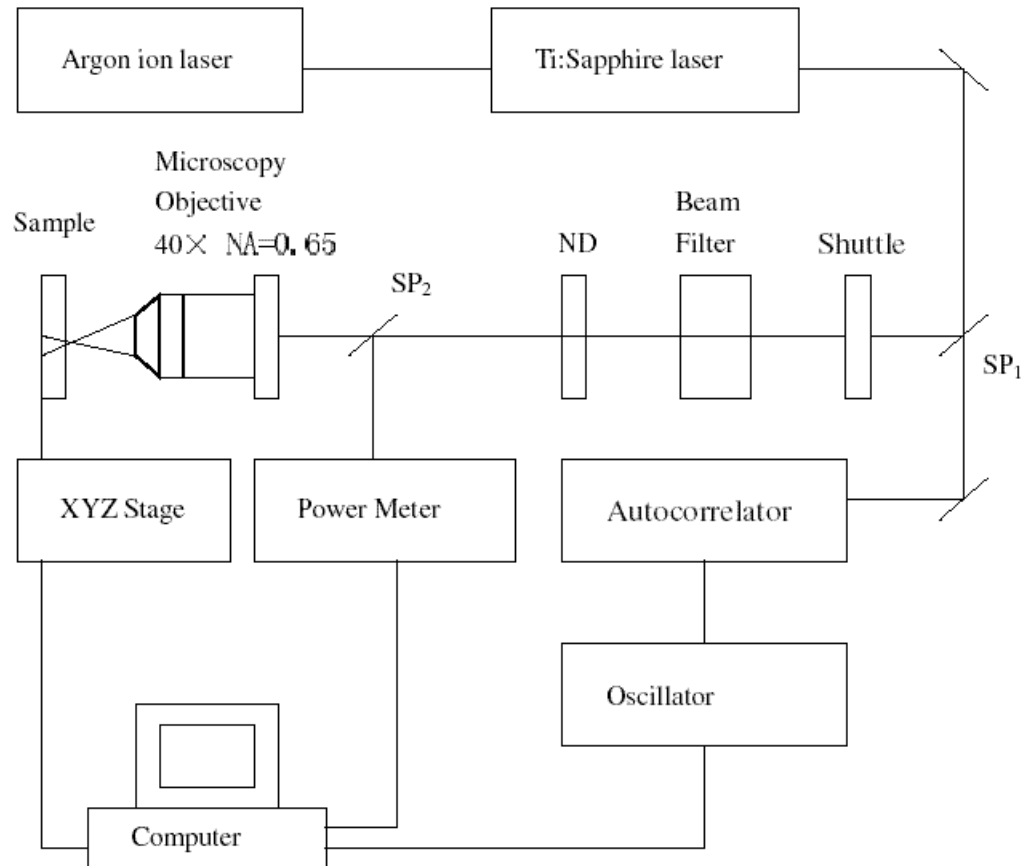 Argon ion laser
Ti:Sapphire laser
Microscopy
Objective
40× NA=0.65
Sample
SP2
ND
Beam
Filter
Shuttle
SP1
XYZ Stage
Power Meter
Autocorrelator
Oscillator
Computer